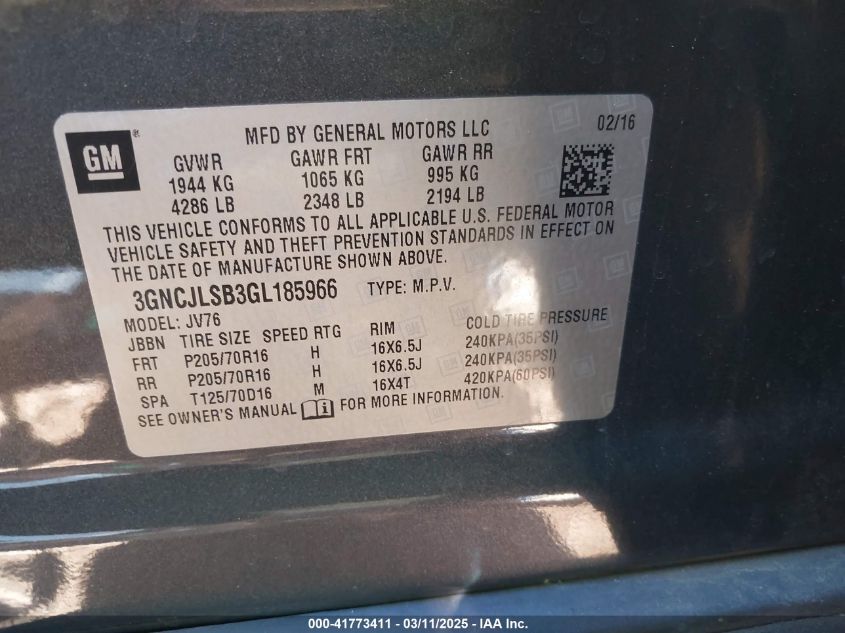 GM
MFD BY GENERAL MOTORS LLC 02/16
GVWR GAWR FRT GAWR RR
1944 KG 1065 KG 995 KG
4286 LB 2348 LB 2194 LB
THIS VEHICLE CONFORMS TO ALL APPLICABLE U.S. FEDERAL MOTOR
VEHICLE SAFETY AND THEFT PREVENTION STANDARDS IN EFFECT ON
THE DATE OF MANUFACTURE SHOWN ABOVE.
3GNCJLSB3GL185966 TYPE: M.P.V.
MODEL: JV76
JBBN TIRE SIZE SPEED RTG RIM COLD TIRE PRESSURE
FRT P205/70R16 H 16X6.5J 240KPA(35PSI)
RR P205/70R16 H 16X6.5J 240KPA(35PSI)
SPA T125/70D16 M 16X4T 420KPA(60PSI)
SEE OWNER'S MANUAL FOR MORE INFORMATION.
000-41773411 - 03/11/2025 - IAA Inc.